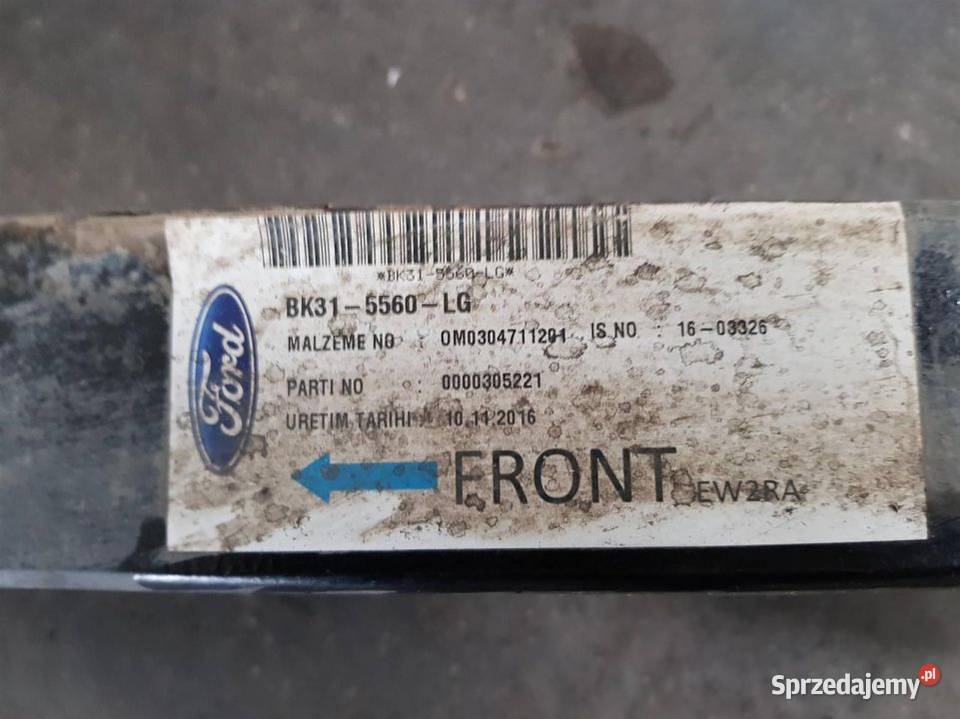 *BK31-5560-LG*
BK31-5560-LG
Ford
MALZEME NO : 0M0304711201 IS.NO : 16-03326
PARTI NO : 0000305221
URETIM TARIHI : 10.11.2016
FRONT EW2RA
Sprzedajemy.pl